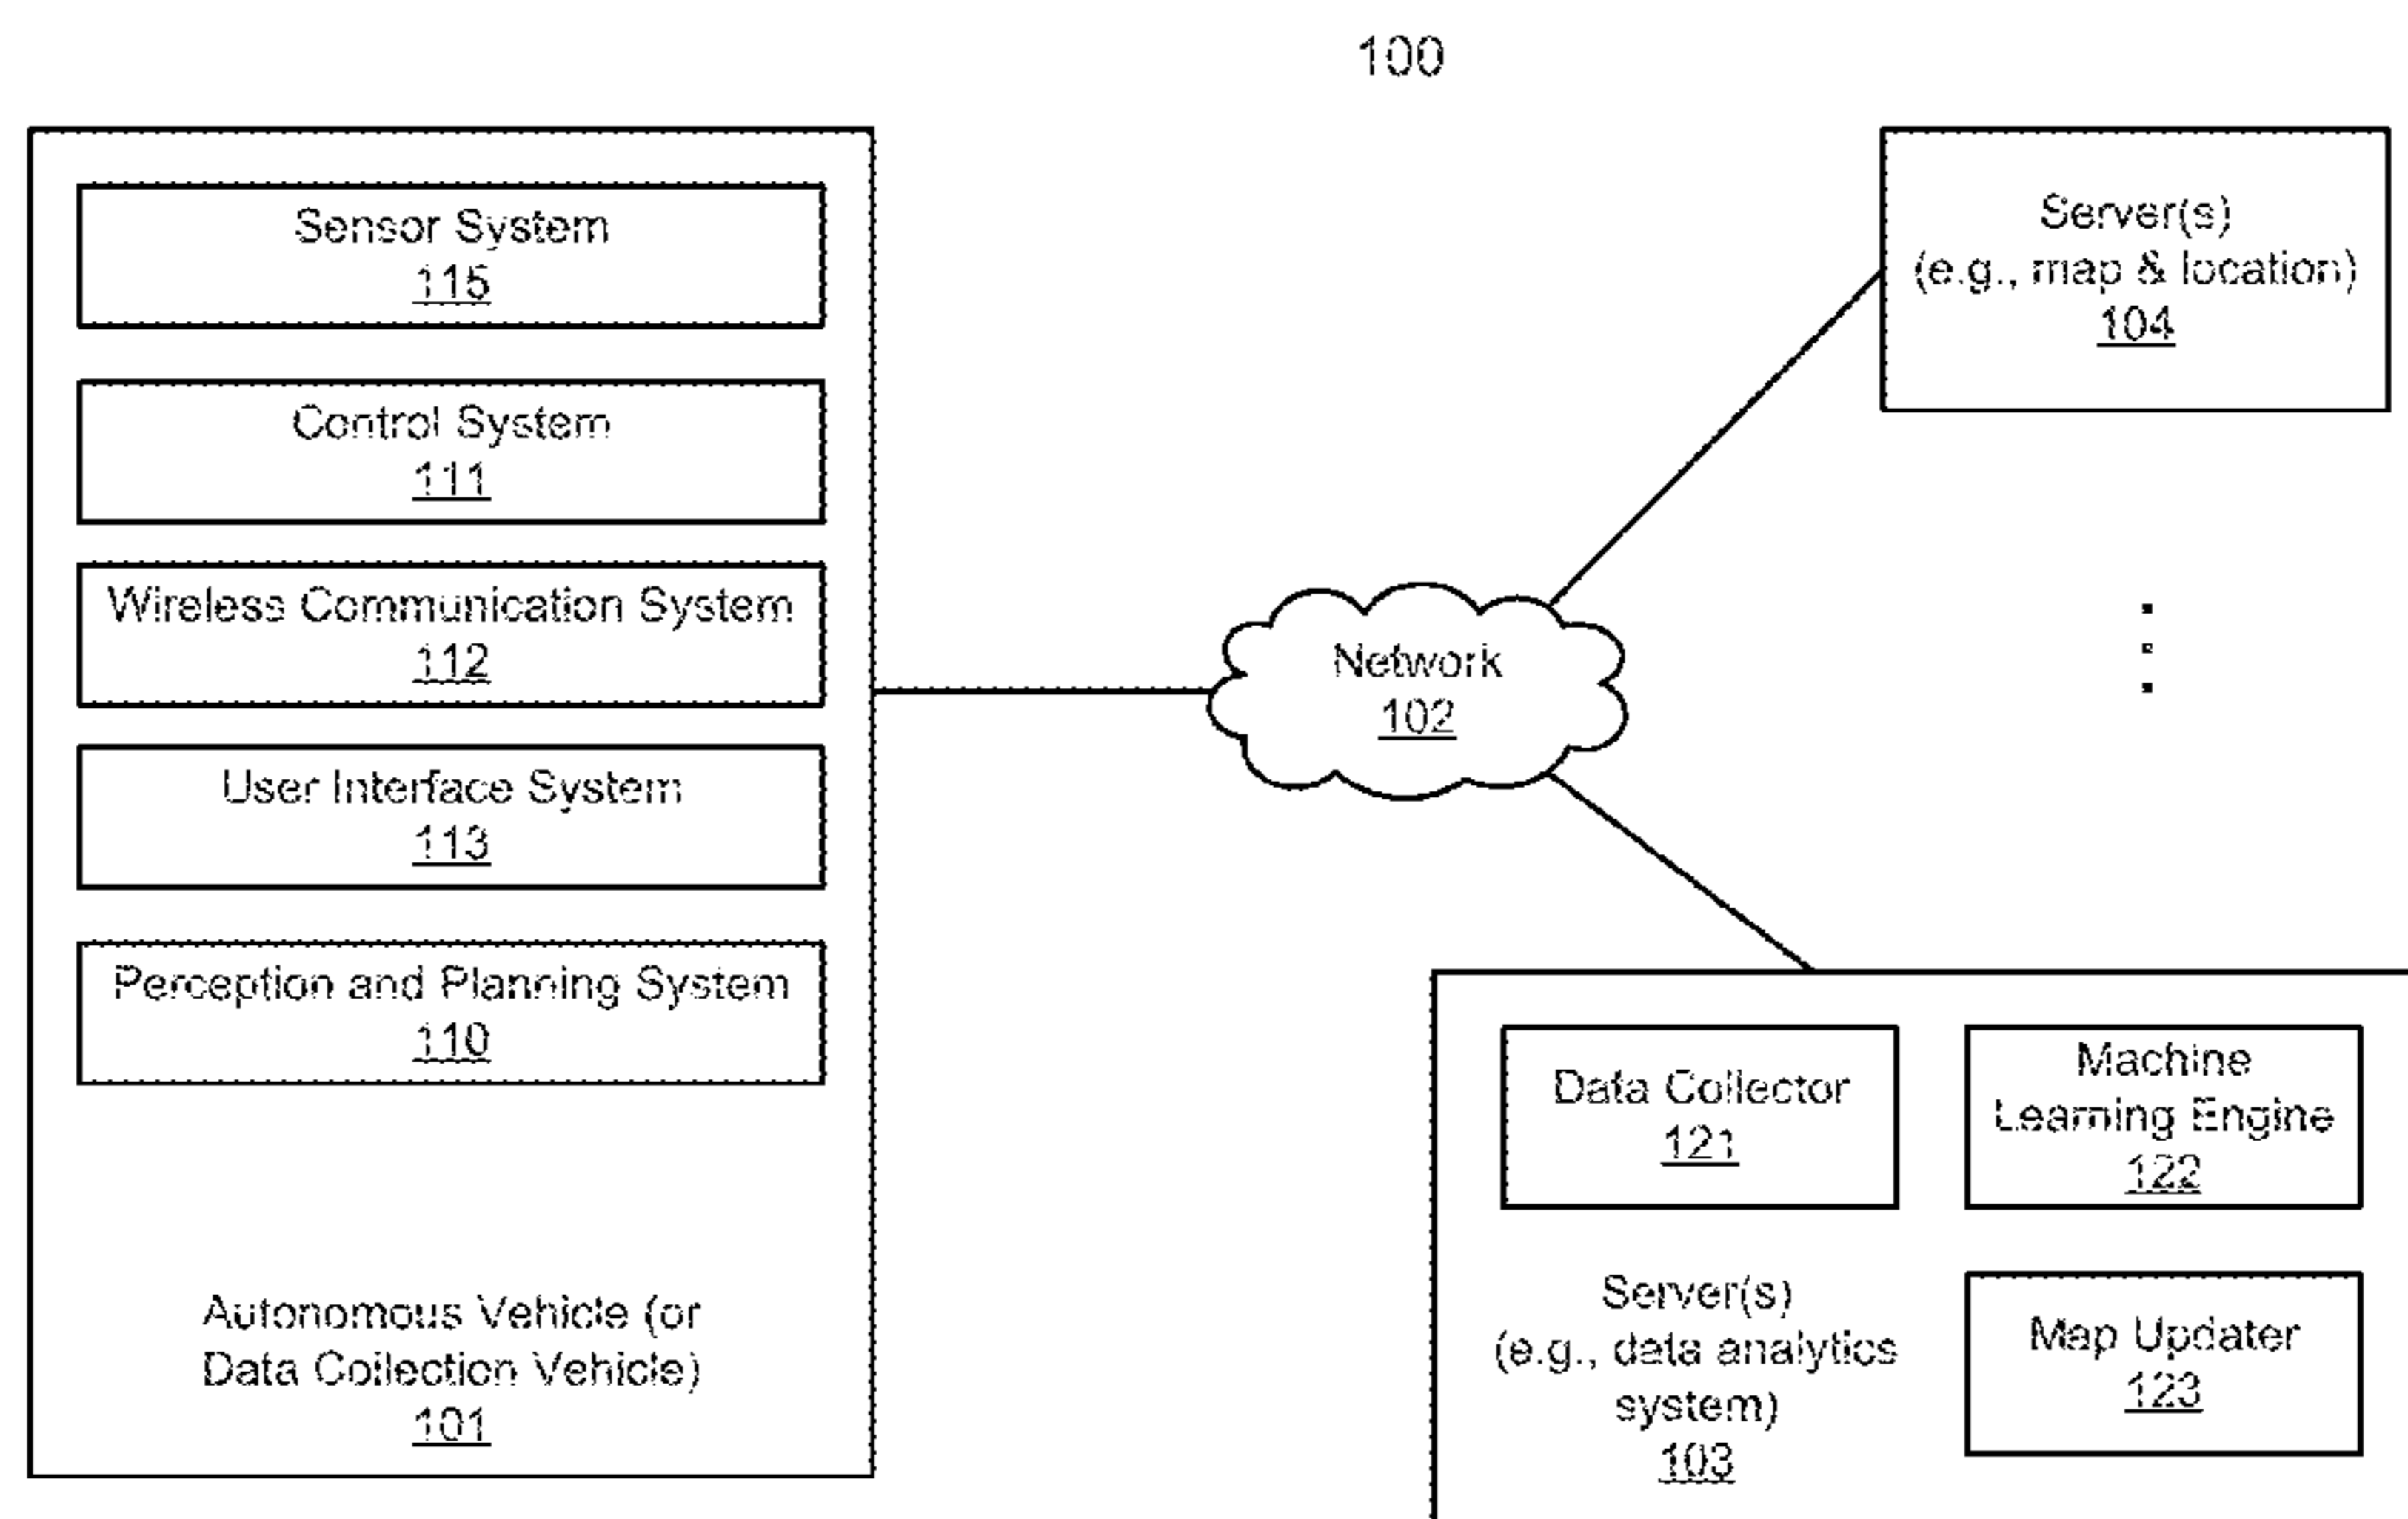 100
Sensor System
115
Control System
111
Wireless Communication System
112
User Interface System
113
Perception and Planning System
110
Autonomous Vehicle (or
Data Collection Vehicle)
101
Network
102
Server(s)
(e.g., map & location)
104
Data Collector
121
Machine
Learning Engine
122
Server(s)
(e.g., data analytics
system)
103
Map Updater
123